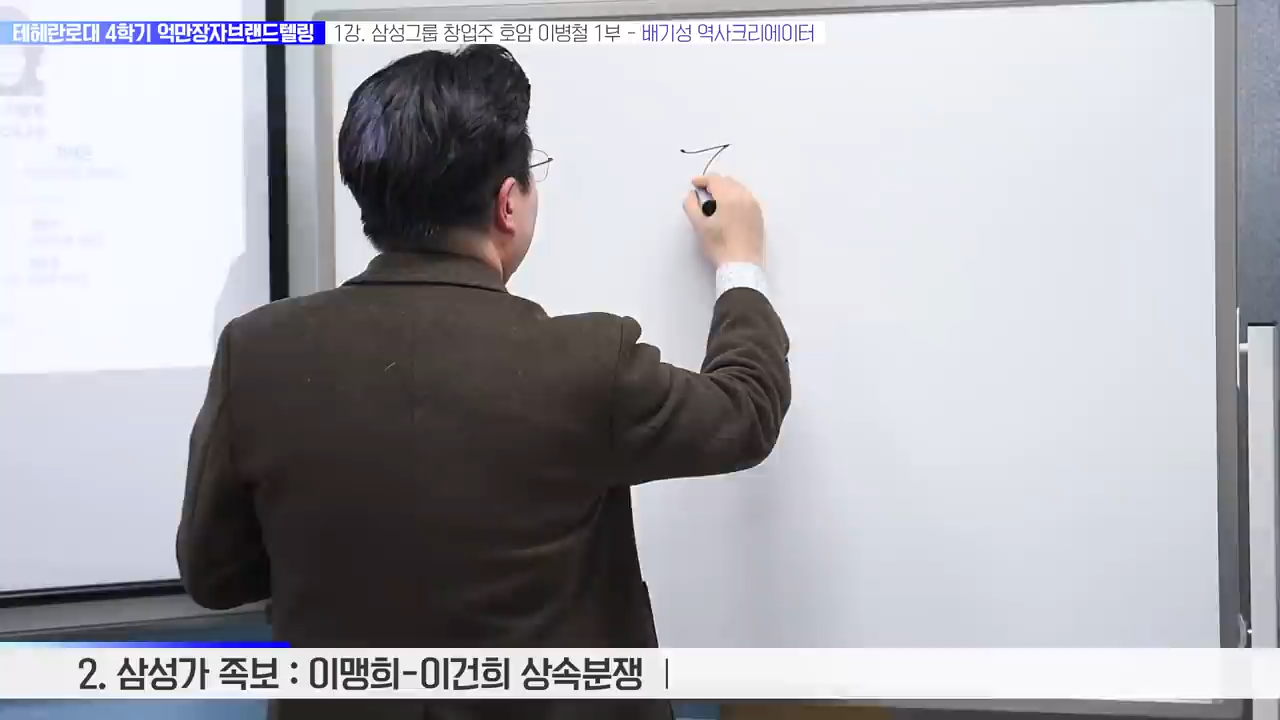 테헤란로대 4학기 억만장자브랜드텔링 1강. 삼성그룹 창업주 호암 이병철 1부 - 배기성 역사크리에이터
2. 삼성가 족보 : 이맹희-이건희 상속분쟁